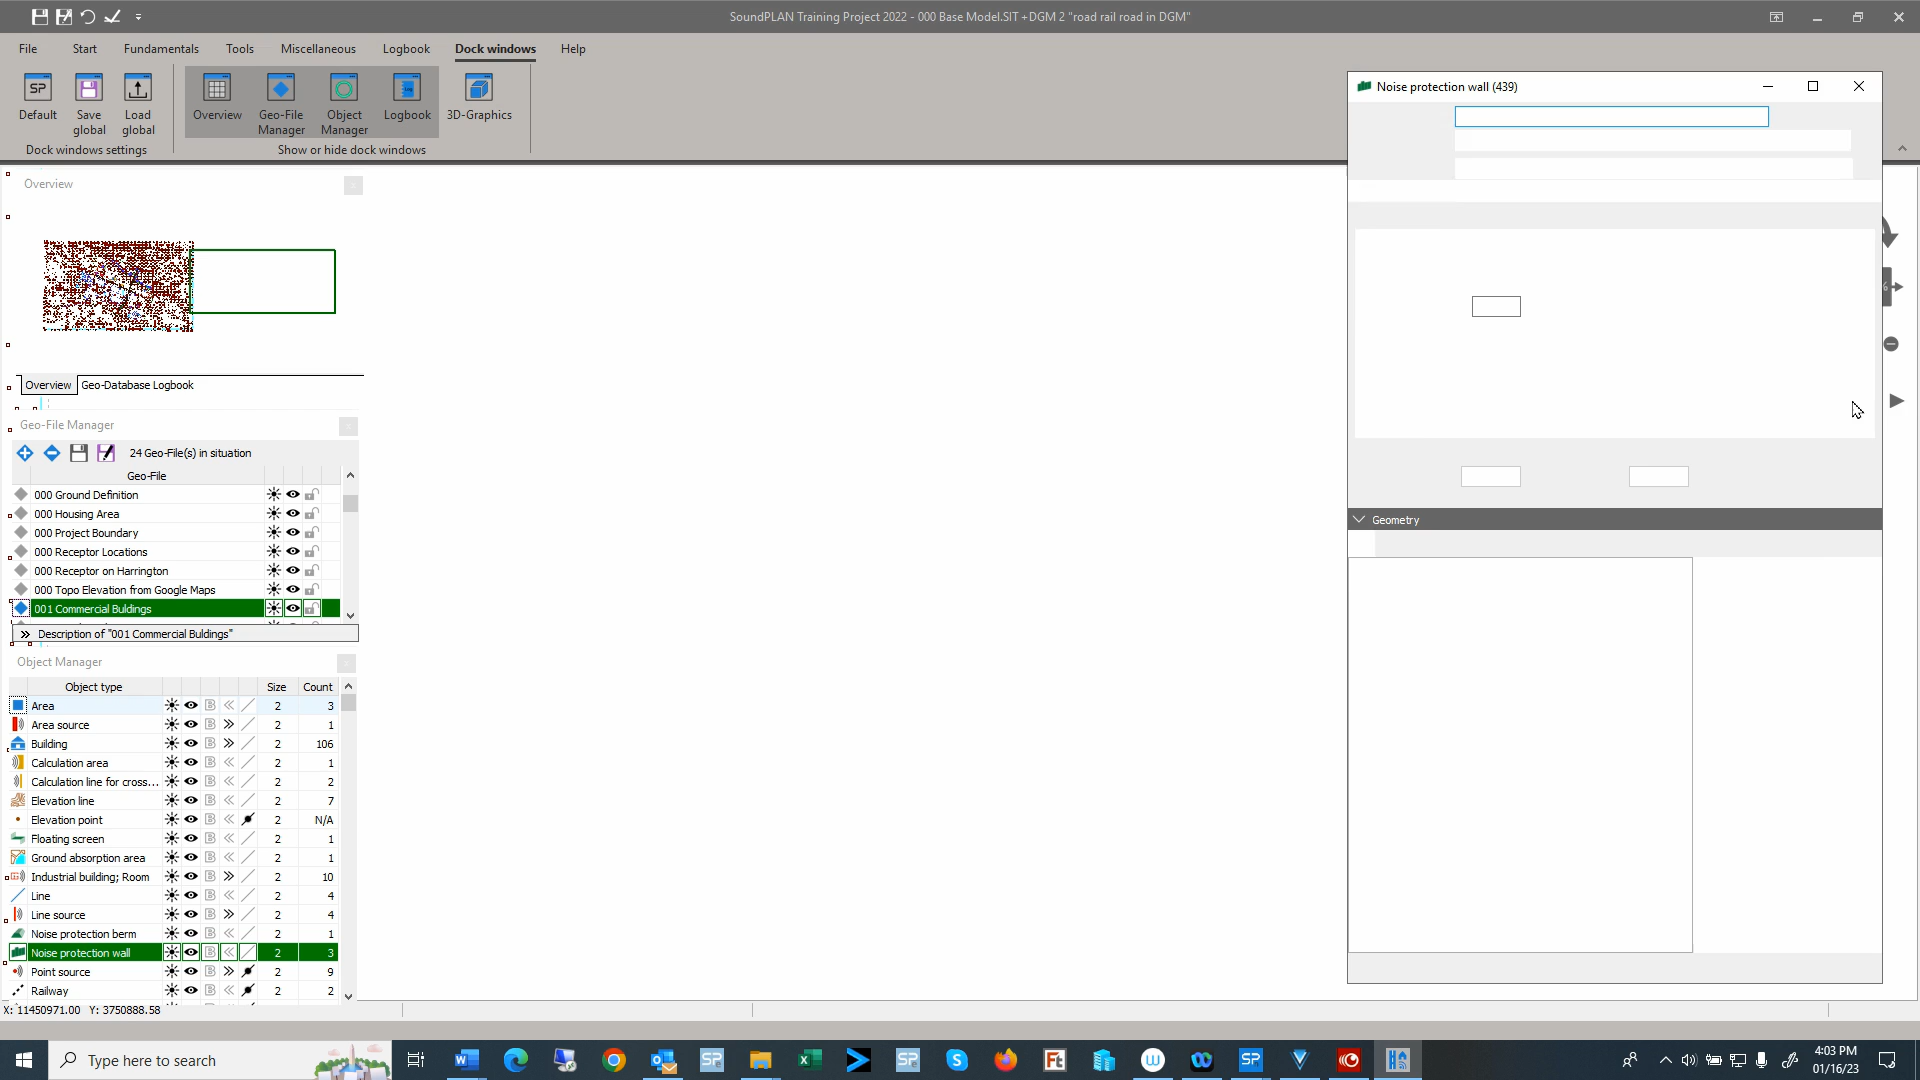 SoundPLAN Training Project 2022 - 000 Base Model.SIT +DGM 2 "road rail road in DGM"
File Start Fundamentals Tools Miscellaneous Logbook Dock windows Help
SP
Default
Save global
Load global
Overview
Geo-File Manager
Object Manager
Logbook
3D-Graphics
Dock windows settings
Show or hide dock windows
Noise protection wall (439)
Overview
Overview Geo-Database Logbook
Geo-File Manager
24 Geo-File(s) in situation
Geo-File
000 Ground Definition
000 Housing Area
000 Project Boundary
000 Receptor Locations
000 Receptor on Harrington
000 Topo Elevation from Google Maps
001 Commercial Buldings
Description of "001 Commercial Buldings"
Object Manager
Object type Size Count
Area 2 3
Area source 2 1
Building 2 106
Calculation area 2 1
Calculation line for cross... 2 2
Elevation line 2 7
Elevation point 2 N/A
Floating screen 2 1
Ground absorption area 2 1
Industrial building; Room 2 10
Line 2 4
Line source 2 4
Noise protection berm 2 1
Noise protection wall 2 3
Point source 2 9
Railway 2 2
Geometry
X: 11450971.00 Y: 3750888.58
Type here to search
4:03 PM
01/16/23